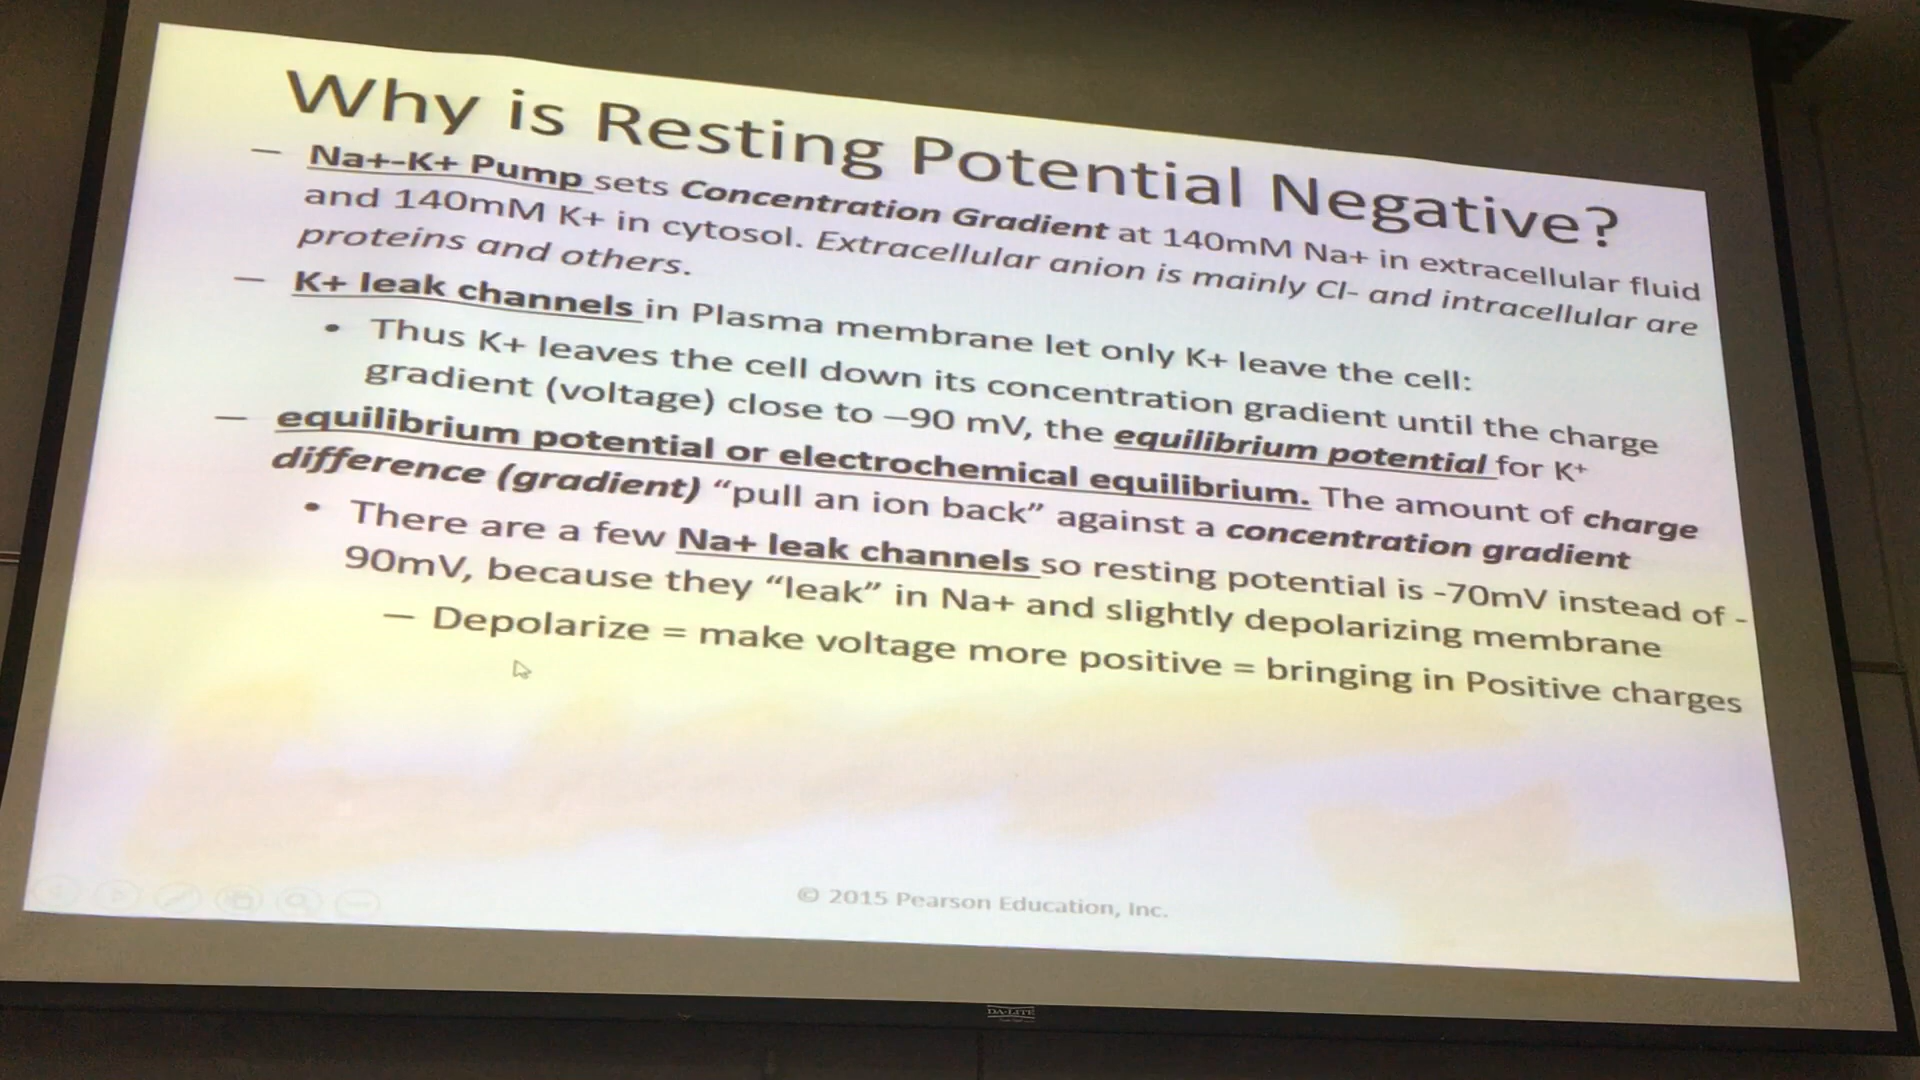 Why is Resting Potential Negative?
— Na+-K+ Pump sets Concentration Gradient at 140mM Na+ in extracellular fluid
and 140mM K+ in cytosol. Extracellular anion is mainly Cl- and intracellular are
proteins and others.
— K+ leak channels in Plasma membrane let only K+ leave the cell:
• Thus K+ leaves the cell down its concentration gradient until the charge
gradient (voltage) close to –90 mV, the equilibrium potential for K⁺
— equilibrium potential or electrochemical equilibrium. The amount of charge
difference (gradient) “pull an ion back” against a concentration gradient
• There are a few Na+ leak channels so resting potential is -70mV instead of -
90mV, because they “leak” in Na+ and slightly depolarizing membrane
— Depolarize = make voltage more positive = bringing in Positive charges
© 2015 Pearson Education, Inc.
DA-LITE